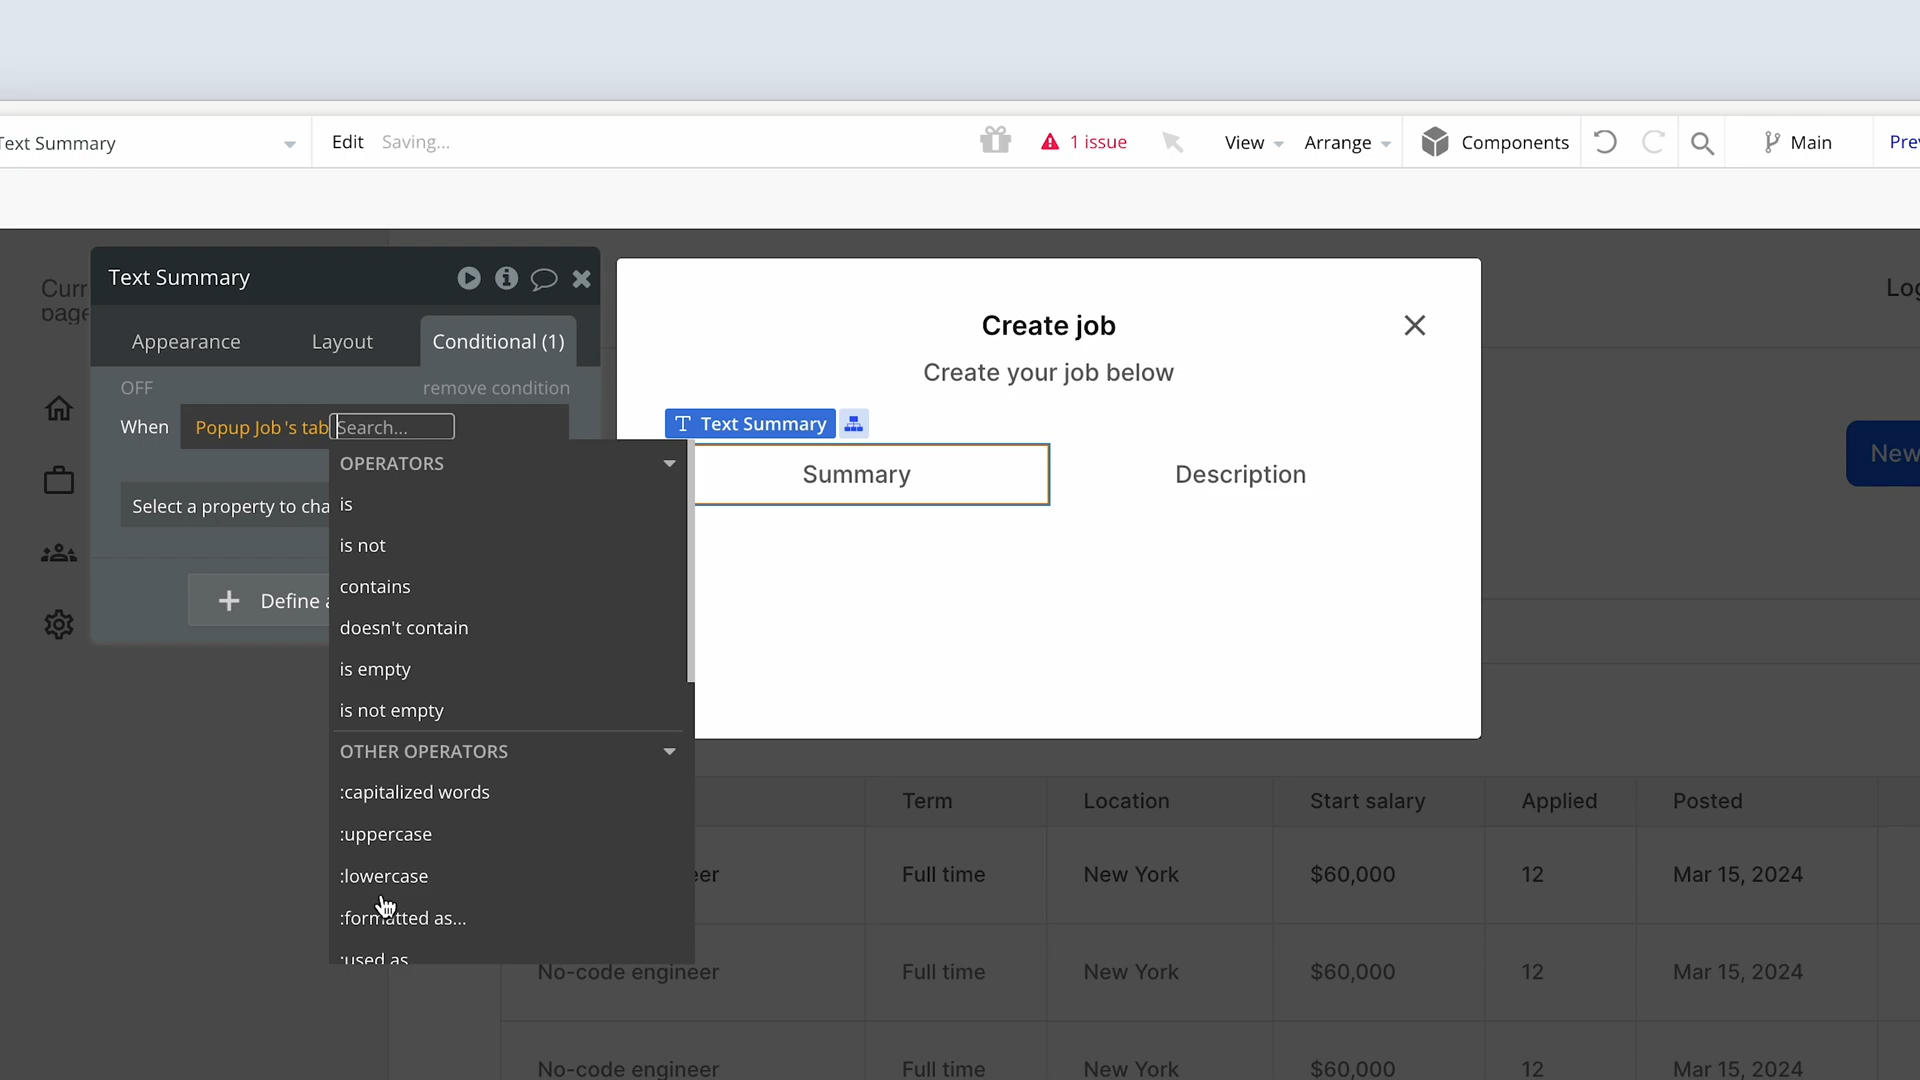 Text Summary
Edit
Saving...
1 issue
View
Arrange
Components
Main
Text Summary
Appearance
Layout
Conditional (1)
OFF
remove condition
When
Popup Job's tab
Search...
Select a property to cha
Define a
OPERATORS
is
is not
contains
doesn't contain
is empty
is not empty
OTHER OPERATORS
:capitalized words
:uppercase
:lowercase
:formatted as...
:used as
Create job
Create your job below
Text Summary
Summary
Description
New
Term
Location
Start salary
Applied
Posted
Full time
New York
$60,000
12
Mar 15, 2024
No-code engineer
Full time
New York
$60,000
12
Mar 15, 2024
No-code engineer
Full time
New York
$60,000
12
Mar 15, 2024